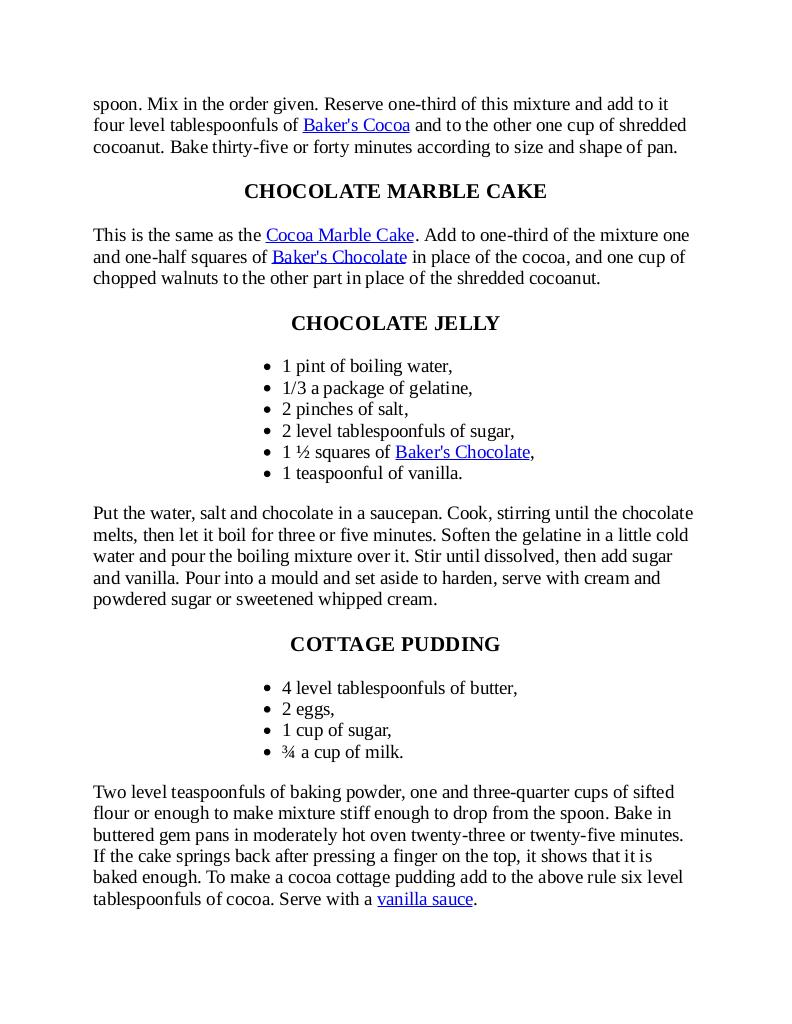 spoon. Mix in the order given. Reserve one-third of this mixture and add to it
four level tablespoonfuls of Baker's Cocoa and to the other one cup of shredded
cocoanut. Bake thirty-five or forty minutes according to size and shape of pan.
CHOCOLATE MARBLE CAKE
This is the same as the Cocoa Marble Cake. Add to one-third of the mixture one
and one-half squares of Baker's Chocolate in place of the cocoa, and one cup of
chopped walnuts to the other part in place of the shredded cocoanut.
CHOCOLATE JELLY
• 1 pint of boiling water,
• 1/3 a package of gelatine,
• 2 pinches of salt,
• 2 level tablespoonfuls of sugar,
• 1 ½ squares of Baker's Chocolate,
• 1 teaspoonful of vanilla.
Put the water, salt and chocolate in a saucepan. Cook, stirring until the chocolate
melts, then let it boil for three or five minutes. Soften the gelatine in a little cold
water and pour the boiling mixture over it. Stir until dissolved, then add sugar
and vanilla. Pour into a mould and set aside to harden, serve with cream and
powdered sugar or sweetened whipped cream.
COTTAGE PUDDING
• 4 level tablespoonfuls of butter,
• 2 eggs,
• 1 cup of sugar,
• ¾ a cup of milk.
Two level teaspoonfuls of baking powder, one and three-quarter cups of sifted
flour or enough to make mixture stiff enough to drop from the spoon. Bake in
buttered gem pans in moderately hot oven twenty-three or twenty-five minutes.
If the cake springs back after pressing a finger on the top, it shows that it is
baked enough. To make a cocoa cottage pudding add to the above rule six level
tablespoonfuls of cocoa. Serve with a vanilla sauce.